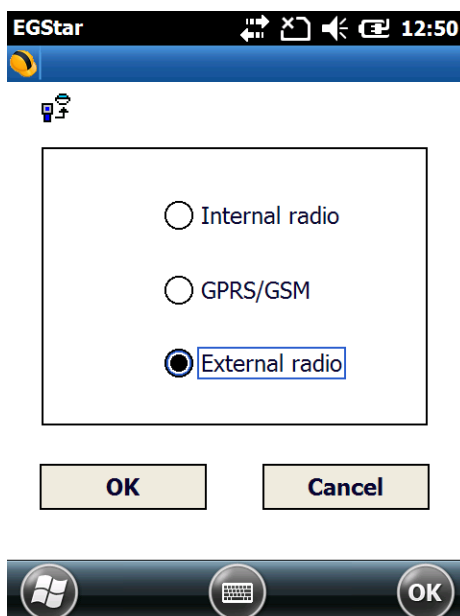 EGStar 12:50
Internal radio
GPRS/GSM
External radio
OK Cancel
OK